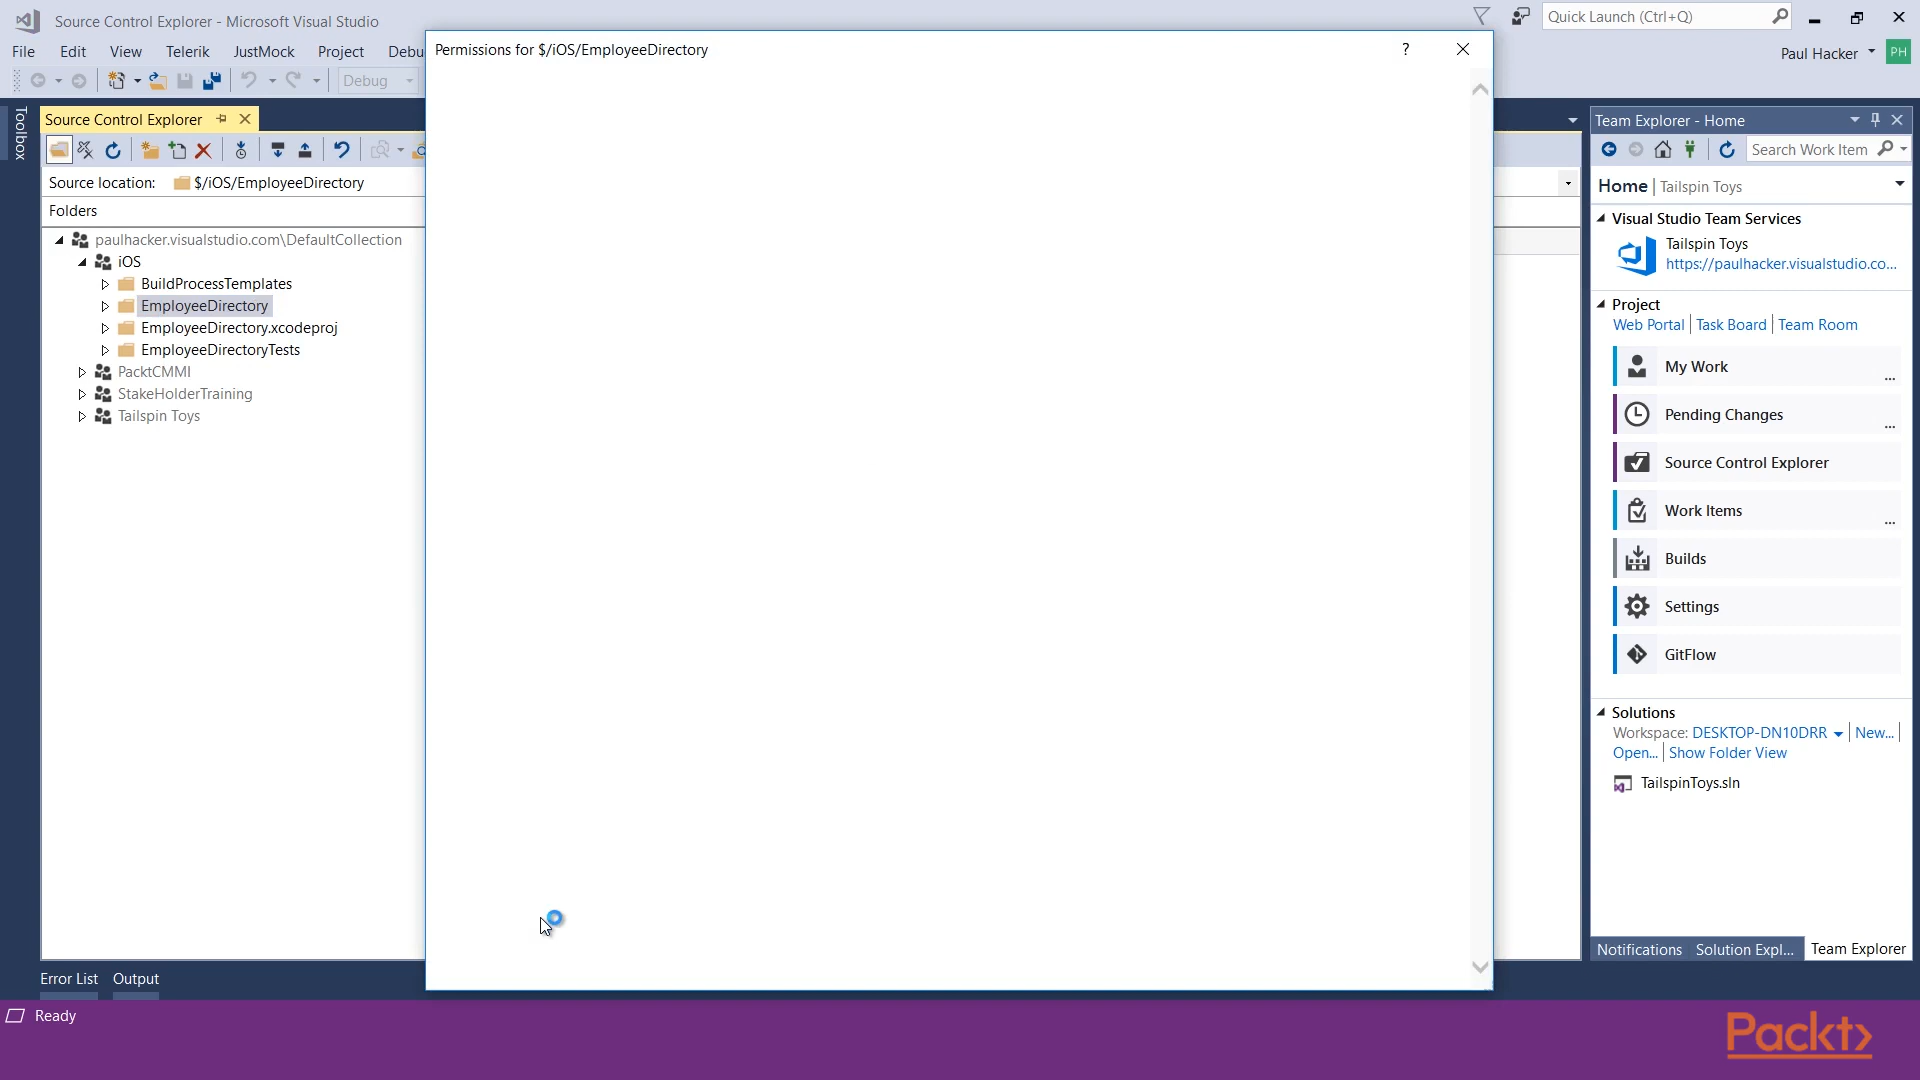 Source Control Explorer - Microsoft Visual Studio
Quick Launch (Ctrl+Q)
File Edit View Telerik JustMock Project Debu
Permissions for $/iOS/EmployeeDirectory ?
Paul Hacker PH
Debug
Toolbox
Source Control Explorer
Team Explorer - Home
Search Work Item
Source location: $/iOS/EmployeeDirectory
Home | Tailspin Toys
Folders
paulhacker.visualstudio.com\DefaultCollection
iOS
BuildProcessTemplates
EmployeeDirectory
EmployeeDirectory.xcodeproj
EmployeeDirectoryTests
PacktCMMI
StakeHolderTraining
Tailspin Toys
Visual Studio Team Services
Tailspin Toys
https://paulhacker.visualstudio.co...
Project
Web Portal | Task Board | Team Room
My Work
...
Pending Changes
...
Source Control Explorer
Work Items
...
Builds
Settings
GitFlow
Solutions
Workspace: DESKTOP-DN10DRR | New... |
Open... | Show Folder View
TailspinToys.sln
Notifications Solution Expl... Team Explorer
Error List Output
Ready
Packt>